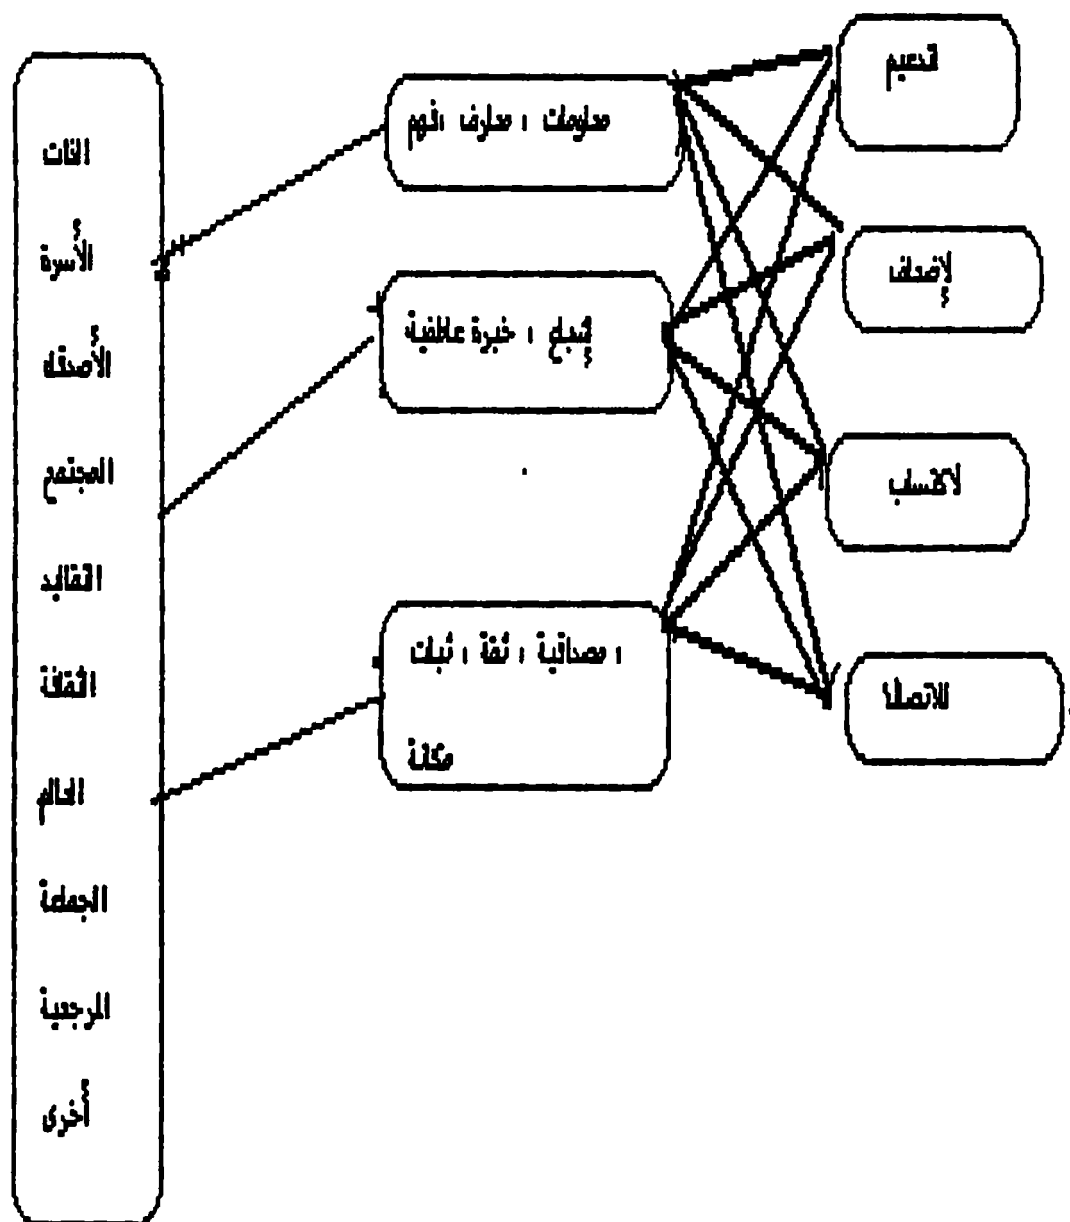 الذات
الأسرة
الأصدقاء
المجتمع
التقاليد
الثقافة
العالم
الجماعة
المرجعية
أخرى
معلومات ، معارف ،فهم
إشباع ، خبرة عاطفية
، مصداقية ، ثقة ، ثبات
مكانة
تدعيم
إضعاف
لاكتساب